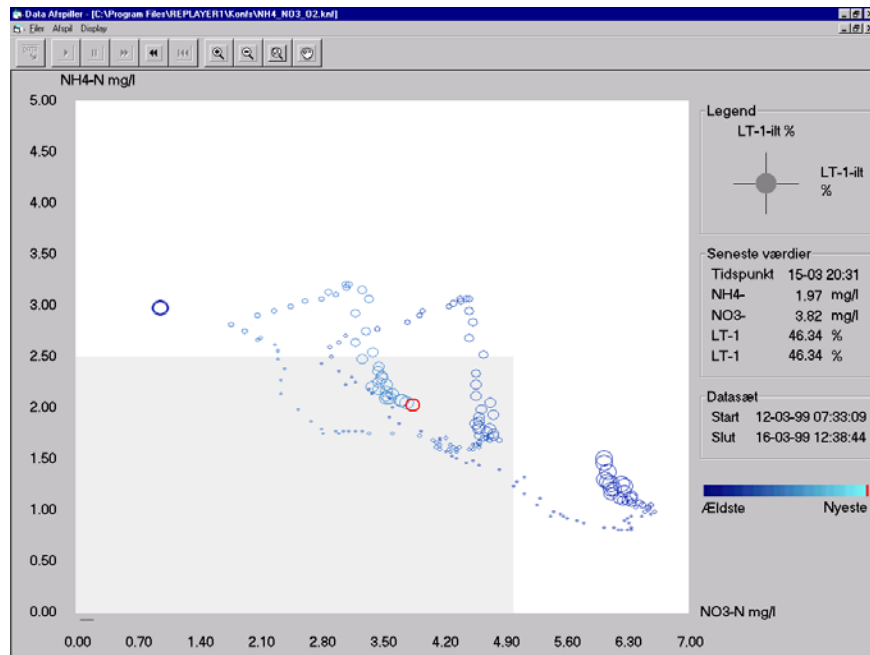 Data Afspiller - [C:\Program Files\REPLAYER1\Konfs\NH4_NO3_O2.knf]
Filer Afspil Display
NH4-N mg/l
5.00
4.50
4.00
3.50
3.00
2.50
2.00
1.50
1.00
0.50
0.00
0.00 0.70 1.40 2.10 2.80 3.50 4.20 4.90 5.60 6.30 7.00
NO3-N mg/l
Legend
LT-1-ilt %
LT-1-ilt
%
Seneste værdier
Tidspunkt 15-03 20:31
NH4- 1.97 mg/l
NO3- 3.82 mg/l
LT-1 46.34 %
LT-1 46.34 %
Datasæt
Start 12-03-99 07:33:09
Slut 16-03-99 12:38:44
Ældste Nyeste